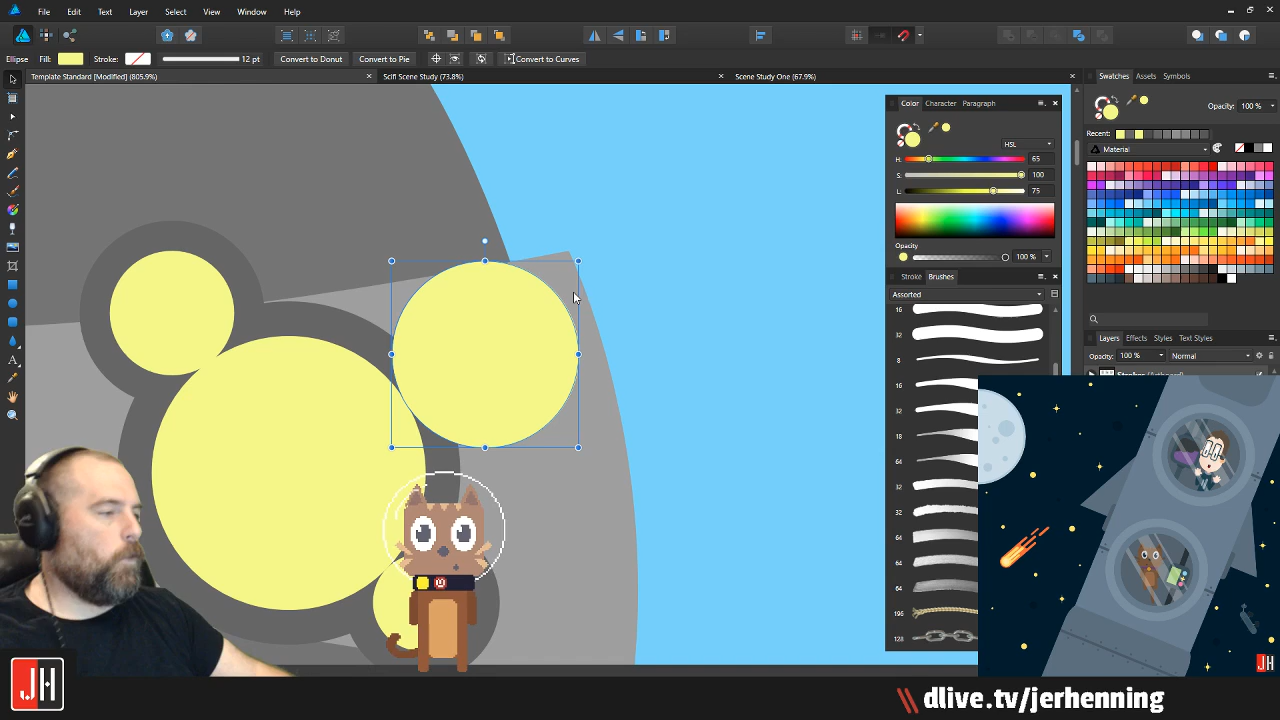 File Edit Text Layer Select View Window Help
Ellipse Fill: Stroke: 12 pt Convert to Donut Convert to Pie Convert to Curves
Template Standard [Modified] (805.9%) Scifi Scene Study (73.8%) Scene Study One (67.9%)
Swatches Assets Symbols
Opacity: 100 %
Recent:
Material
Color Character Paragraph
HSL
H: 65
S: 100
L: 75
Opacity
100 %
Stroke Brushes
Assorted
16
32
8
16
32
18
64
32
32
64
64
64
196
128
Layers Effects Styles Text Styles
Opacity: 100 % Normal
JH
JH
dlive.tv/jerhenning